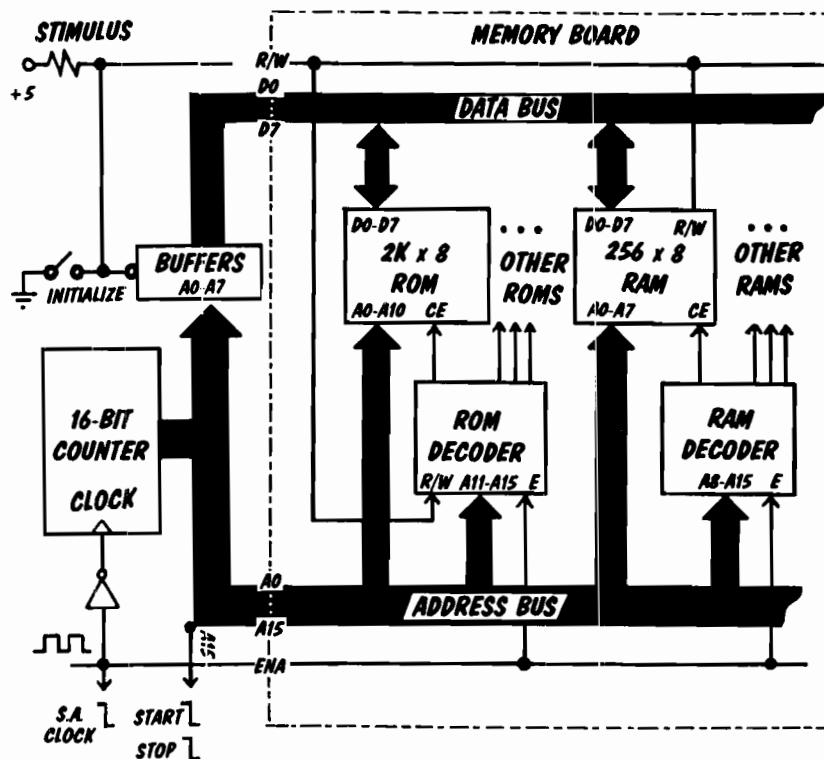 STIMULUS
MEMORY BOARD
+5
R/W
D0
D7
DATA BUS
D0-D7
2K x 8
ROM
A0-A10 CE
• • •
OTHER
ROMS
D0-D7 R/W
256 x 8
RAM
A0-A7 CE
• • •
OTHER
RAMS
BUFFERS
A0-A7
INITIALIZE
16-BIT
COUNTER
CLOCK
ROM
DECODER
R/W A11-A15 E
RAM
DECODER
A8-A15 E
A0
A15
ADDRESS BUS
A15
ENA
S.A.
CLOCK
START
STOP